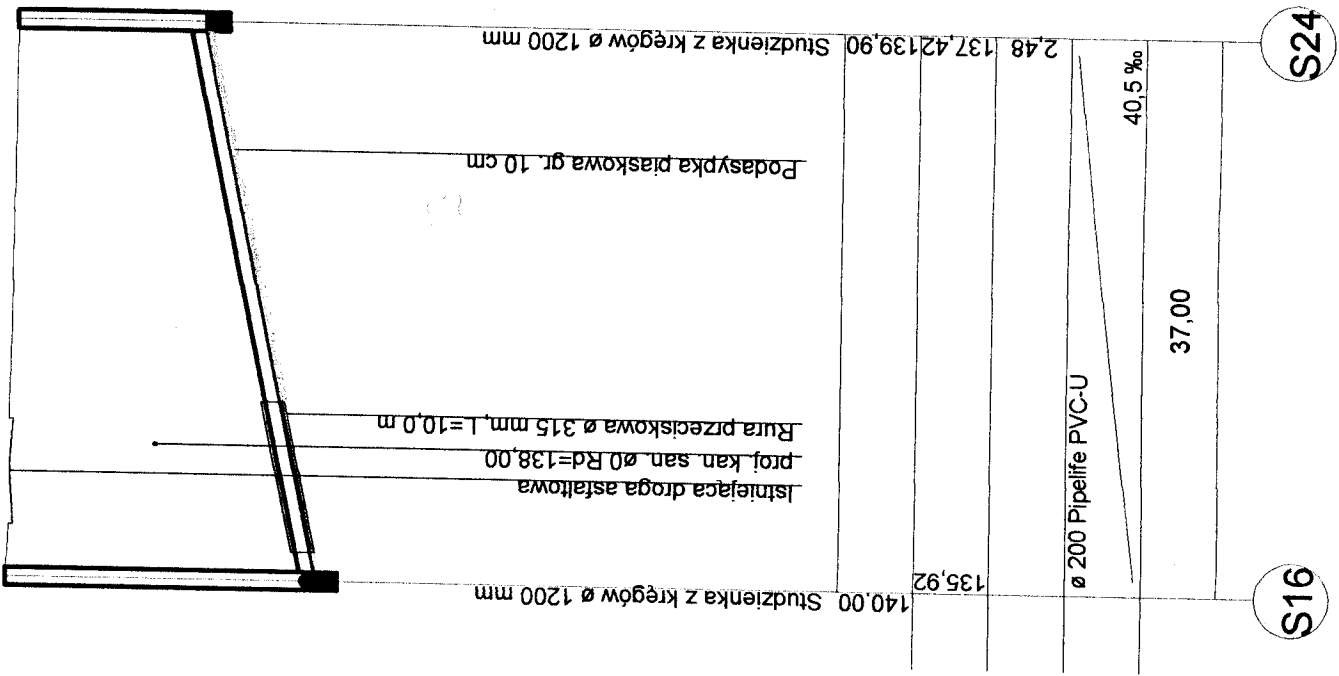 S16
S24
Studzienka z kręgów ø 1200 mm
Istniejąca droga asfaltowa
proj. kan. san. ø0 Rd=138,00
Rura przeciskowa ø 315 mm, L=10,0 m
Podasypka piaskowa gr. 10 cm
Studzienka z kręgów ø 1200 mm
140,00
139,90
135,92
137,42
2,48
ø 200 Pipelife PVC-U
40,5 ‰
37,00